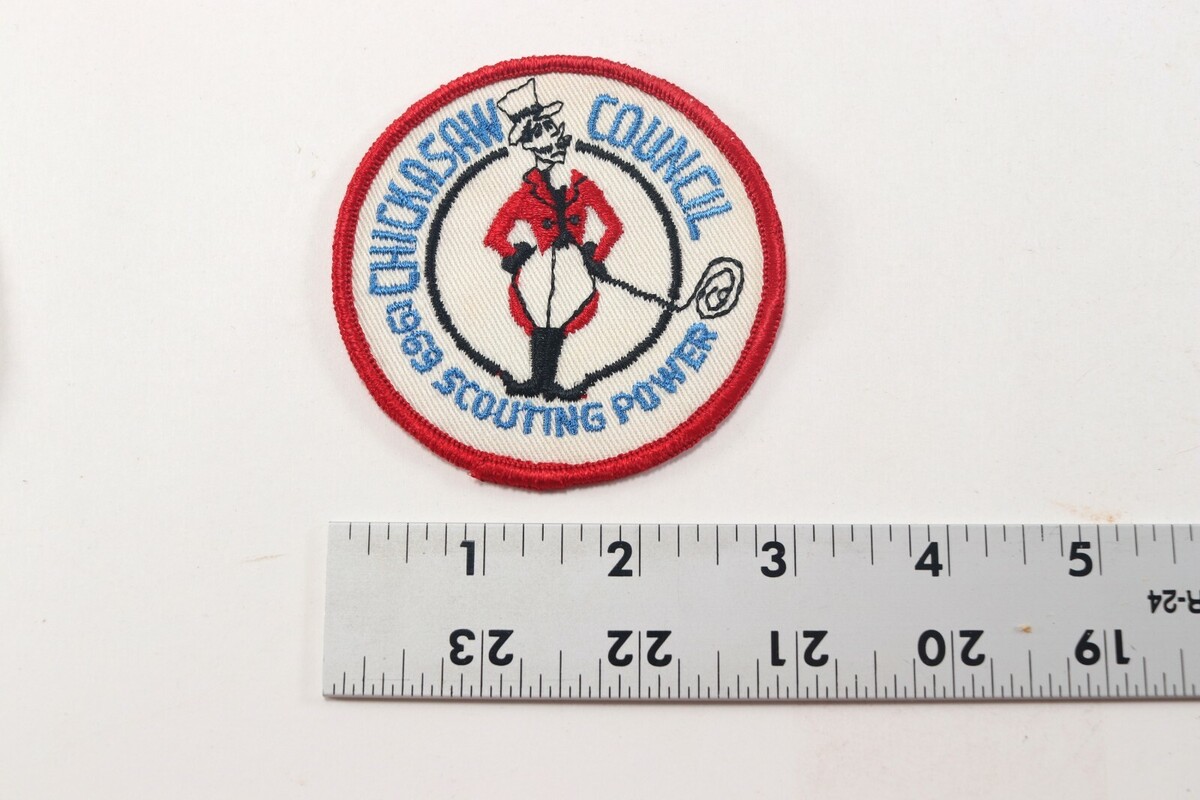 CHICKASAW COUNCIL
1969 SCOUTING POWER
1 2 3 4 5
R-24
23 22 21 20 19